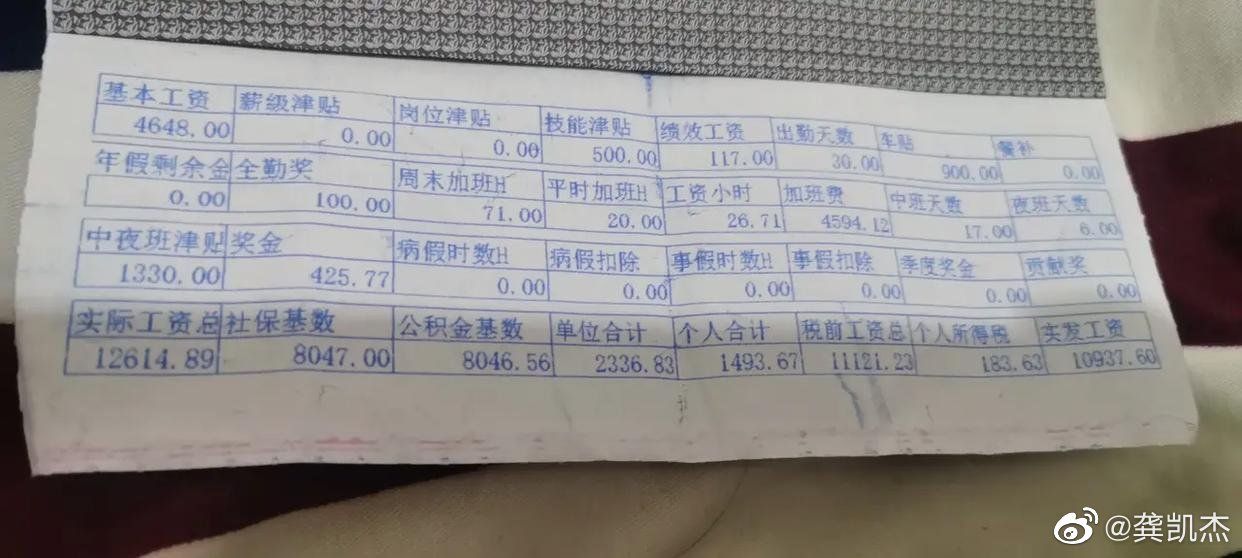 基本工资 薪级津贴 岗位津贴 技能津贴 绩效工资 出勤天数 车贴 餐补
4648.00 0.00 0.00 500.00 117.00 30.00 900.00 0.00
年假剩余金 全勤奖 周末加班H 平时加班H 工资小时 加班费 中班天数 夜班天数
0.00 100.00 71.00 20.00 26.71 4594.12 17.00 6.00
中夜班津贴 奖金 病假时数H 病假扣除 事假时数H 事假扣除 季度奖金 贡献奖
1330.00 425.77 0.00 0.00 0.00 0.00 0.00 0.00
实际工资总 社保基数 公积金基数 单位合计 个人合计 税前工资总 个人所得税 实发工资
12614.89 8047.00 8046.56 2336.83 1493.67 11121.23 183.63 10937.60
@龚凯杰